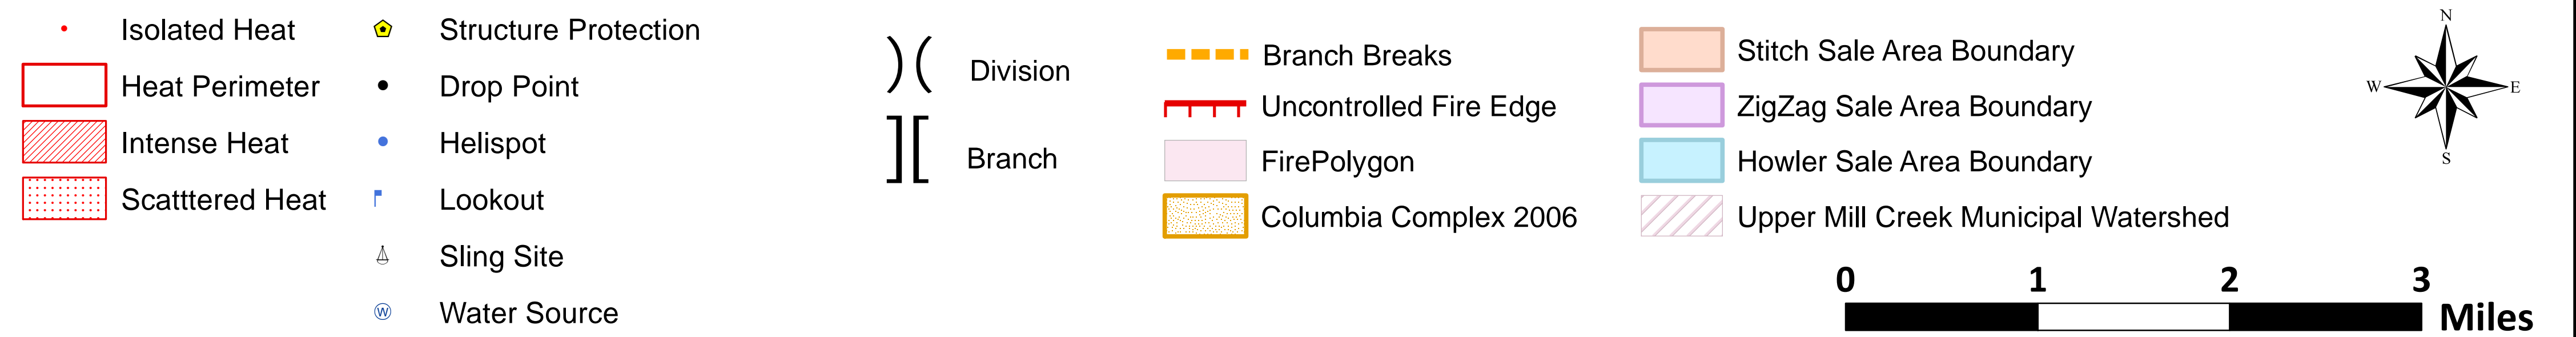 Isolated Heat
Heat Perimeter
Intense Heat
Scatttered Heat
Structure Protection
Drop Point
Helispot
Lookout
Sling Site
W Water Source
)( Division
][ Branch
Branch Breaks
Uncontrolled Fire Edge
FirePolygon
Columbia Complex 2006
Stitch Sale Area Boundary
ZigZag Sale Area Boundary
Howler Sale Area Boundary
Upper Mill Creek Municipal Watershed
N
W E
S
0 1 2 3
Miles